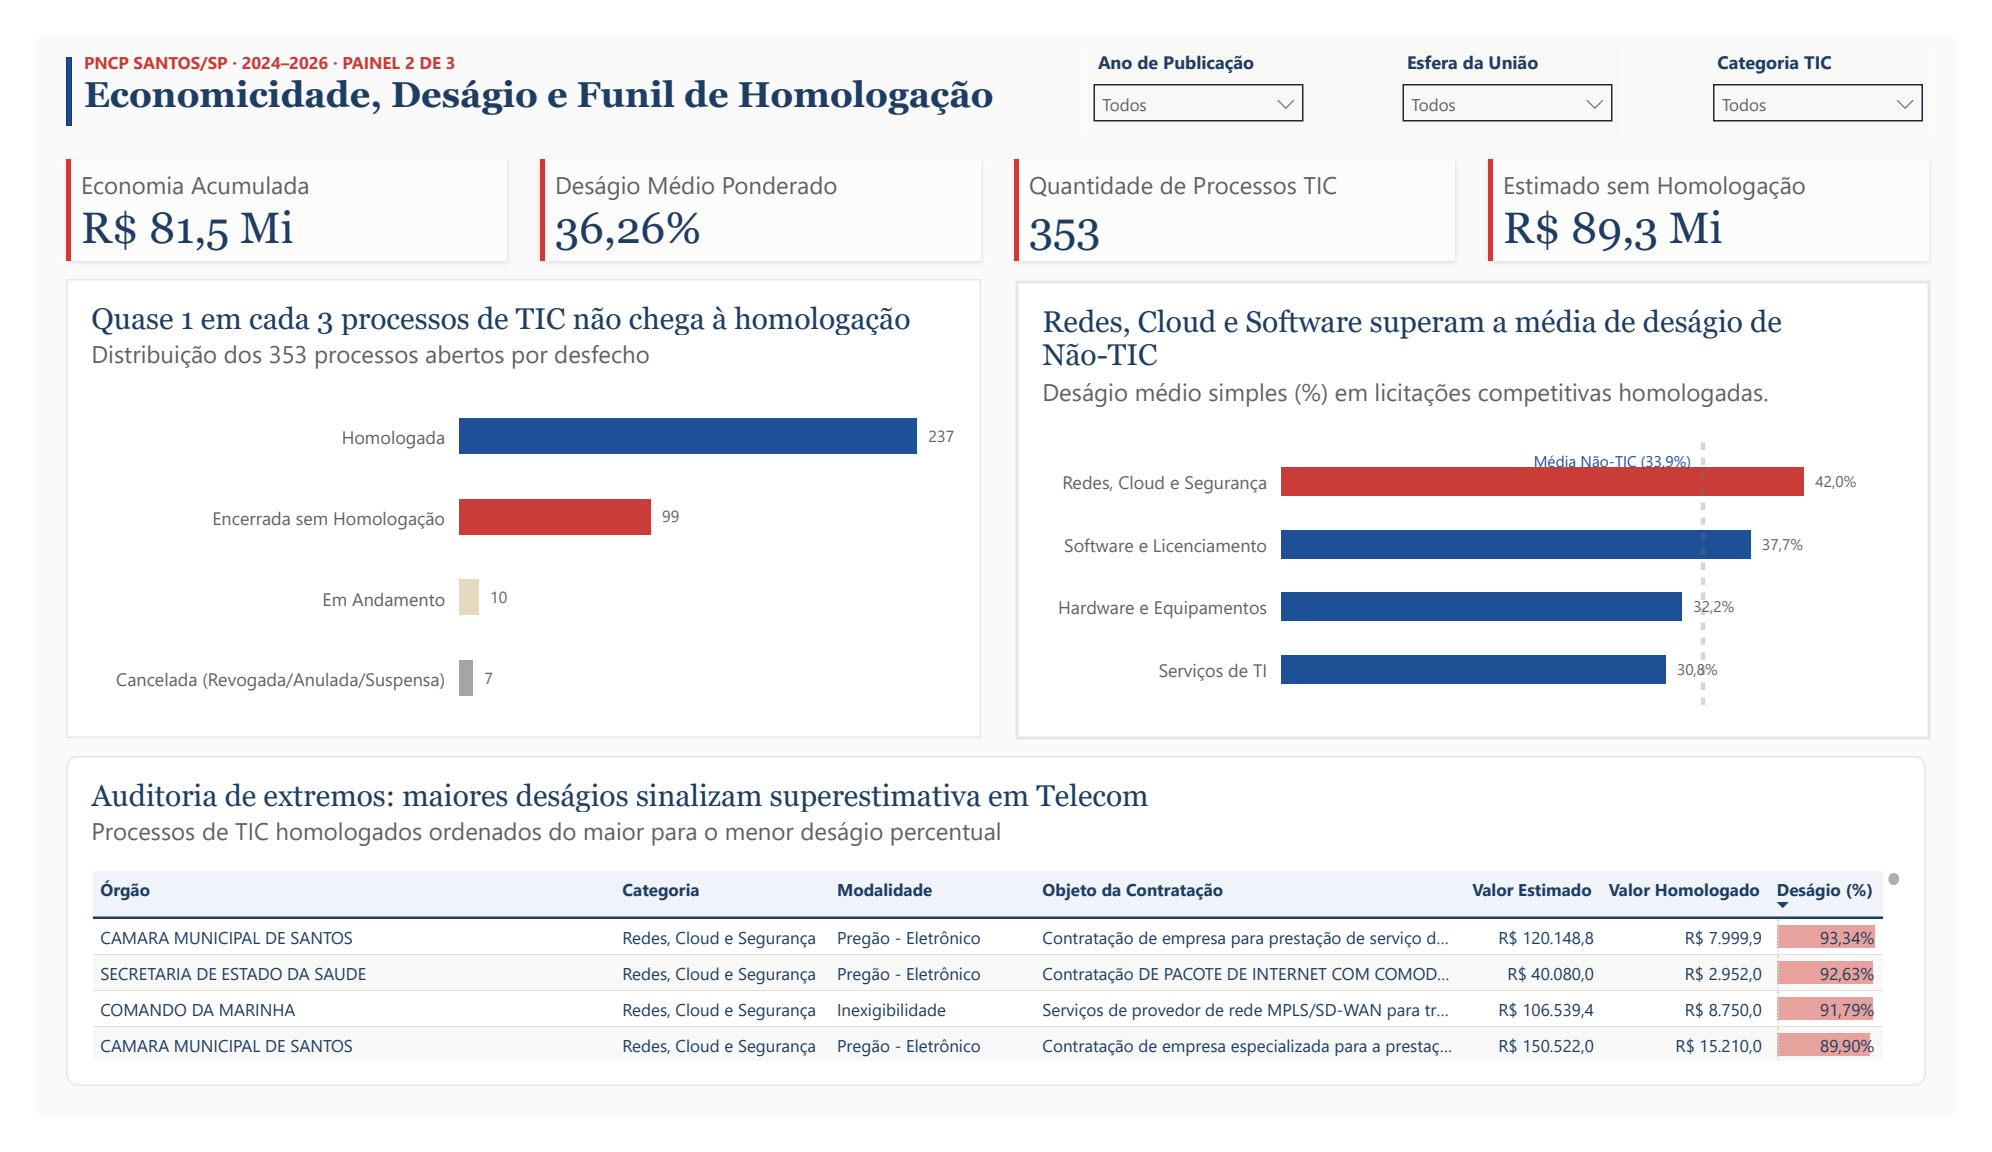 PNCP SANTOS/SP · 2024–2026 · PAINEL 2 DE 3
Economicidade, Deságio e Funil de Homologação
Ano de Publicação
Todos
Esfera da União
Todos
Categoria TIC
Todos
Economia Acumulada
R$ 81,5 Mi
Deságio Médio Ponderado
36,26%
Quantidade de Processos TIC
353
Estimado sem Homologação
R$ 89,3 Mi
Quase 1 em cada 3 processos de TIC não chega à homologação
Distribuição dos 353 processos abertos por desfecho
Homologada 237
Encerrada sem Homologação 99
Em Andamento 10
Cancelada (Revogada/Anulada/Suspensa) 7
Redes, Cloud e Software superam a média de deságio de
Não-TIC
Deságio médio simples (%) em licitações competitivas homologadas.
Média Não-TIC (33,9%)
Redes, Cloud e Segurança 42,0%
Software e Licenciamento 37,7%
Hardware e Equipamentos 32,2%
Serviços de TI 30,8%
Auditoria de extremos: maiores deságios sinalizam superestimativa em Telecom
Processos de TIC homologados ordenados do maior para o menor deságio percentual
Órgão Categoria Modalidade Objeto da Contratação Valor Estimado Valor Homologado Deságio (%)
CAMARA MUNICIPAL DE SANTOS Redes, Cloud e Segurança Pregão - Eletrônico Contratação de empresa para prestação de serviço d... R$ 120.148,8 R$ 7.999,9 93,34%
SECRETARIA DE ESTADO DA SAUDE Redes, Cloud e Segurança Pregão - Eletrônico Contratação DE PACOTE DE INTERNET COM COMOD... R$ 40.080,0 R$ 2.952,0 92,63%
COMANDO DA MARINHA Redes, Cloud e Segurança Inexigibilidade Serviços de provedor de rede MPLS/SD-WAN para tr... R$ 106.539,4 R$ 8.750,0 91,79%
CAMARA MUNICIPAL DE SANTOS Redes, Cloud e Segurança Pregão - Eletrônico Contratação de empresa especializada para a prestaç... R$ 150.522,0 R$ 15.210,0 89,90%